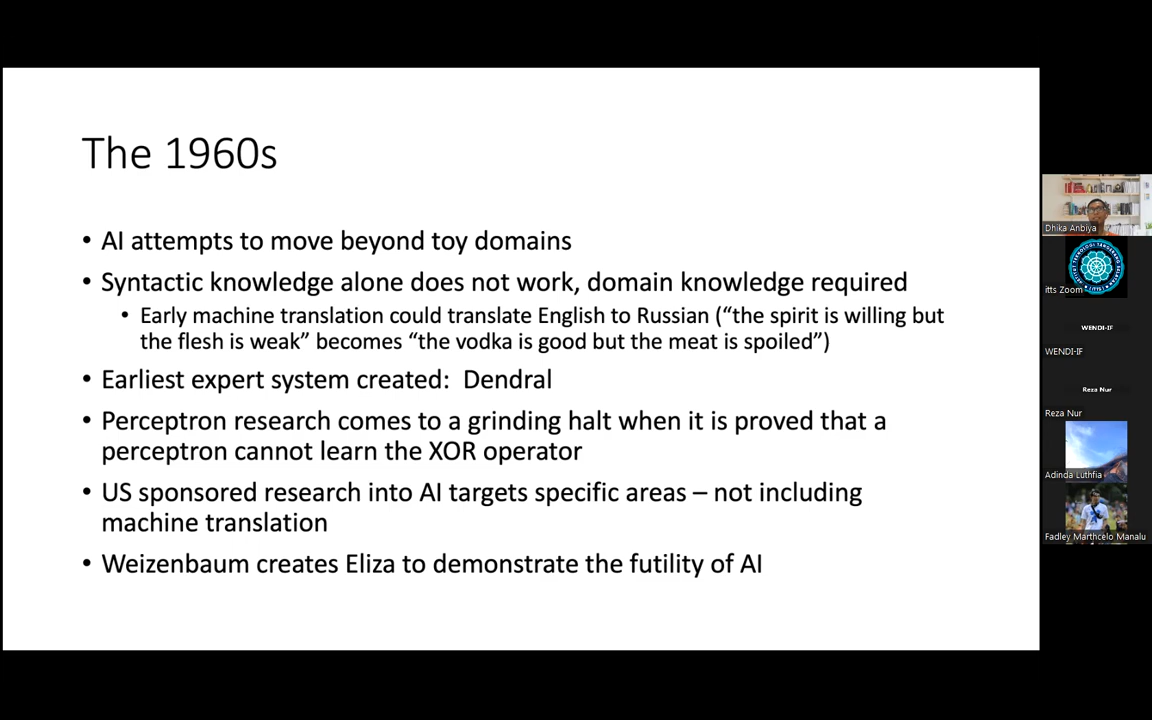 The 1960s
• AI attempts to move beyond toy domains
• Syntactic knowledge alone does not work, domain knowledge required
• Early machine translation could translate English to Russian (“the spirit is willing but
the flesh is weak” becomes “the vodka is good but the meat is spoiled”)
• Earliest expert system created:  Dendral
• Perceptron research comes to a grinding halt when it is proved that a
perceptron cannot learn the XOR operator
• US sponsored research into AI targets specific areas – not including
machine translation
• Weizenbaum creates Eliza to demonstrate the futility of AI
Dhika Anbiya
itts Zoom
WENDI-IF
WENDI-IF
Reza Nur
Reza Nur
Adinda Luthfia
Fadley Marthcelo Manalu